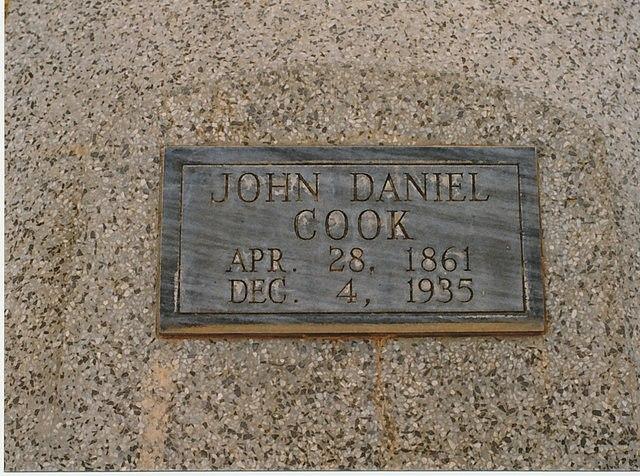 JOHN DANIEL
COOK
APR. 28, 1861
DEC. 4, 1935